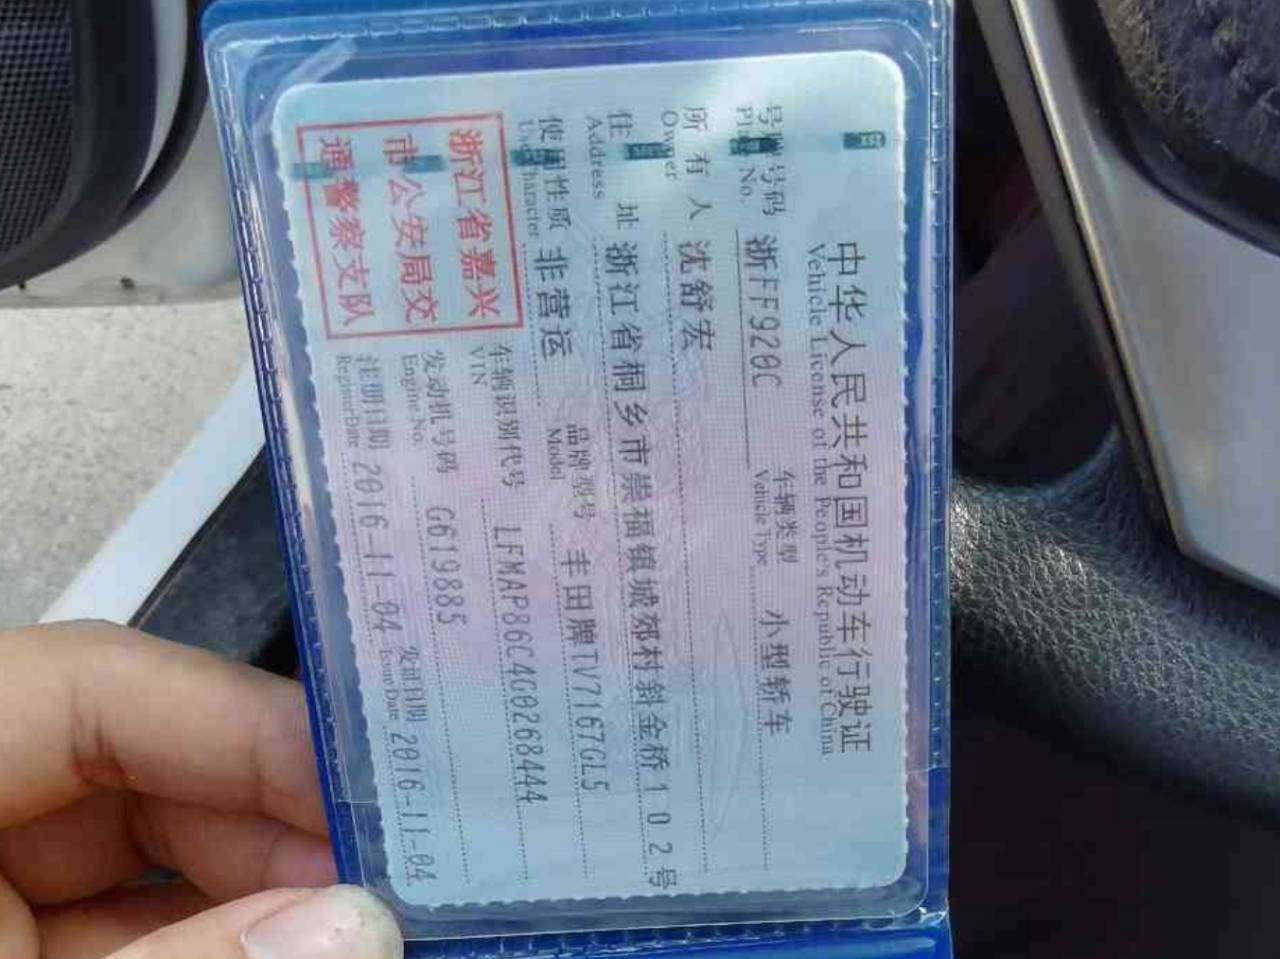 中华人民共和国机动车行驶证
Vehicle License of the People's Republic of China
号牌号码 浙FF920C 车辆类型 小型轿车
Plate No. Vehicle Type
所有人 沈舒宏
Owner
住址 浙江省桐乡市崇福镇城郊村斜金桥102号
Address
使用性质 非营运 品牌型号 丰田牌TV7167GL5
Use Character Model
浙江省嘉兴
市公安局交
通警察支队
车辆识别代号 LFMAP86C4G0268444
VIN
发动机号码 G619885
Engine No.
注册日期 2016-11-04 发证日期 2016-11-04
Register Date Issue Date